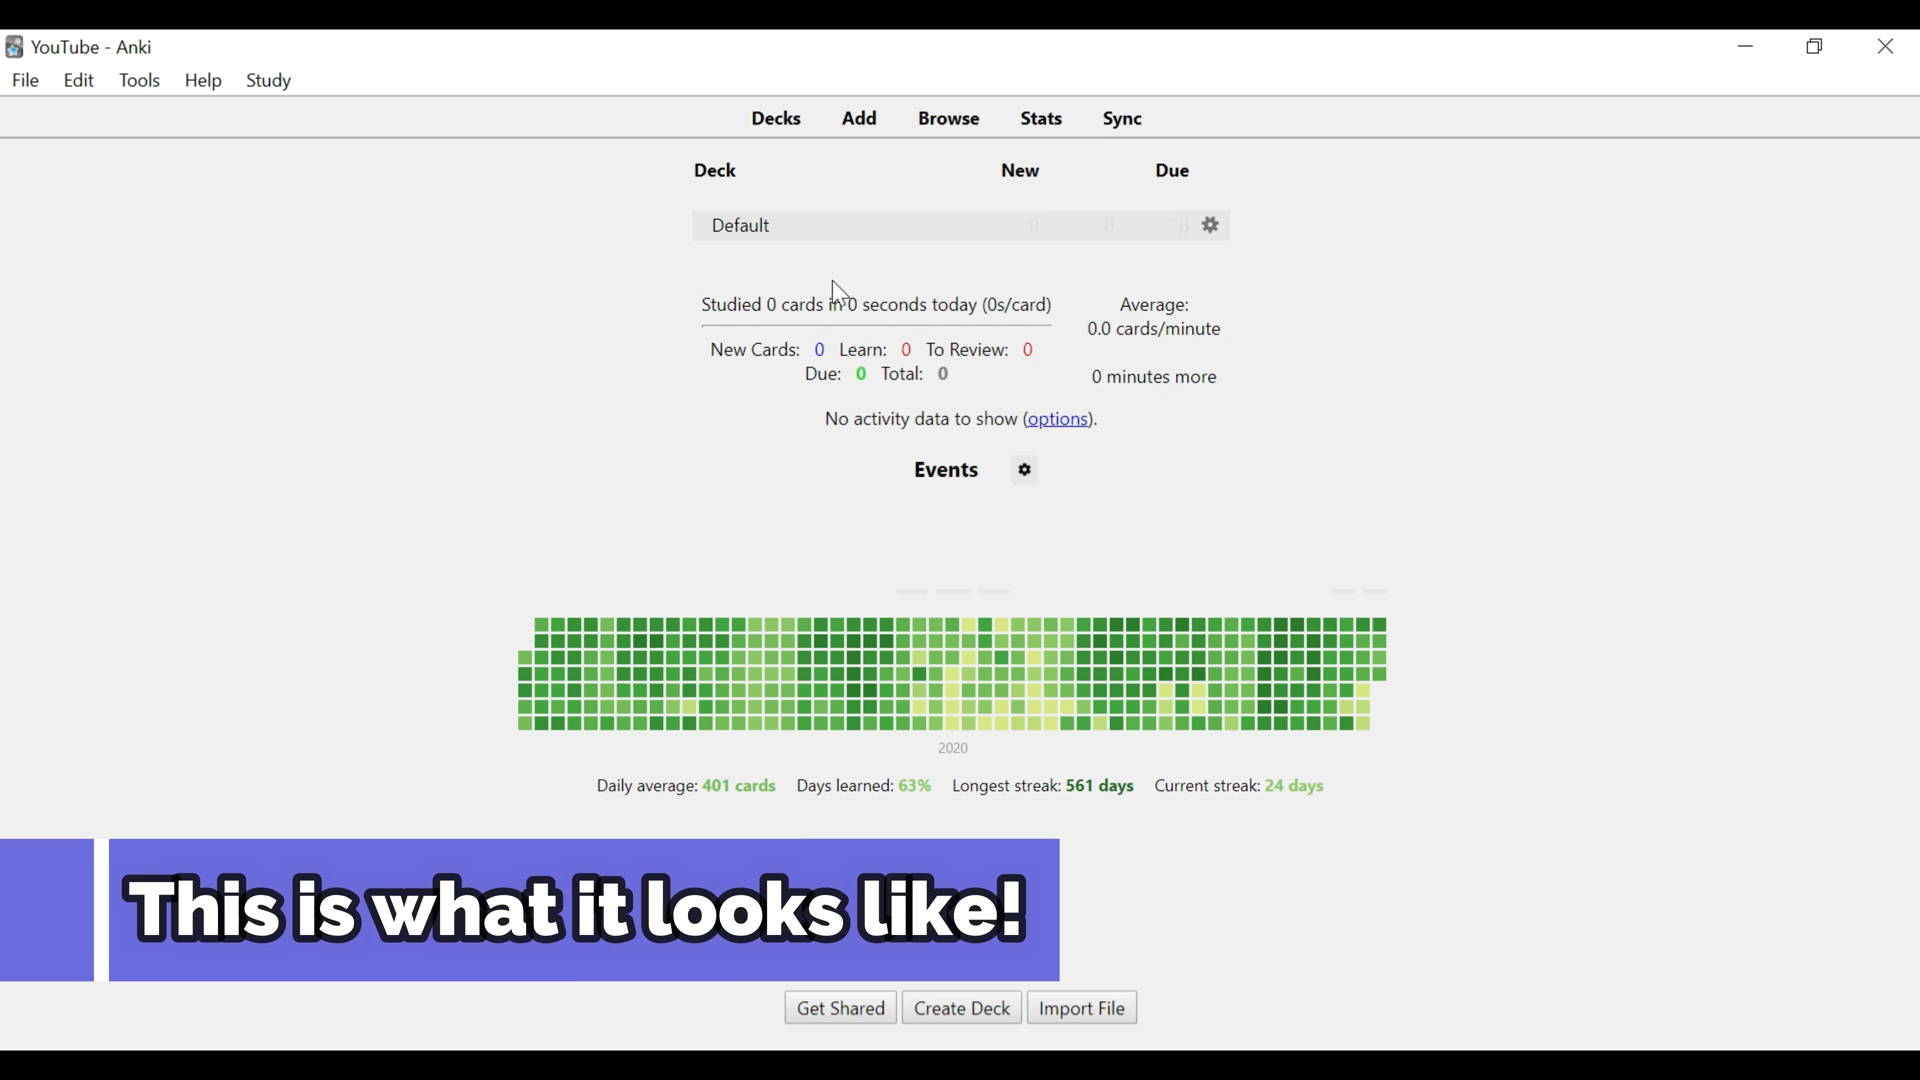 YouTube - Anki
File Edit Tools Help Study
Decks Add Browse Stats Sync
Deck New Due
Default 0 0 0
Studied 0 cards in 0 seconds today (0s/card)
New Cards: 0 Learn: 0 To Review: 0
Due: 0 Total: 0
Average:
0.0 cards/minute
0 minutes more
No activity data to show (options).
Events
2020
Daily average: 401 cards Days learned: 63% Longest streak: 561 days Current streak: 24 days
This is what it looks like!
Get Shared Create Deck Import File